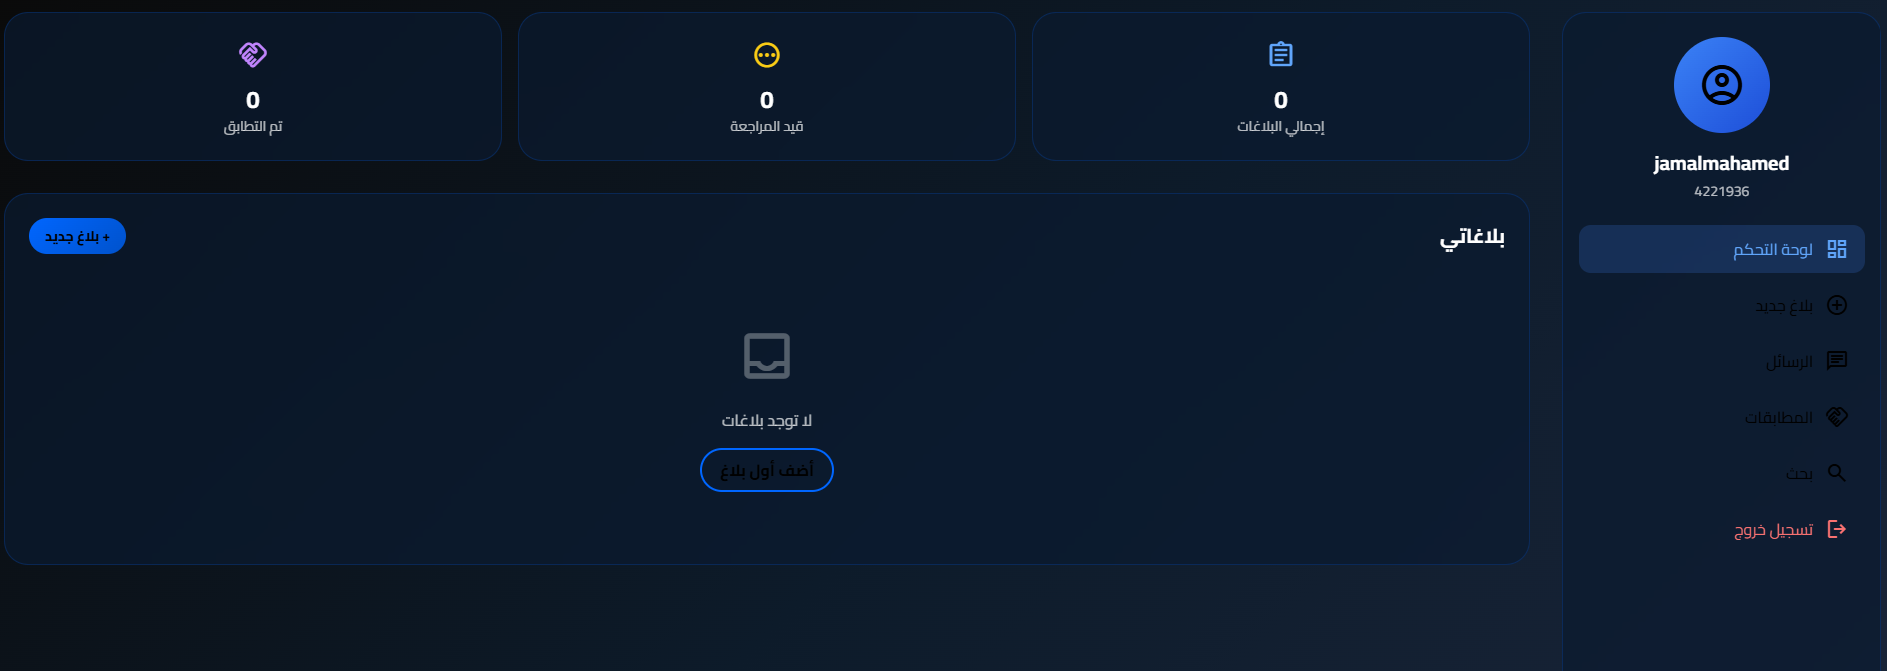 jamalmahamed
4221936
لوحة التحكم
بلاغ جديد
الرسائل
المطابقات
بحث
تسجيل خروج
0
إجمالي البلاغات
0
قيد المراجعة
0
تم التطابق
بلاغاتي
+ بلاغ جديد
لا توجد بلاغات
أضف أول بلاغ